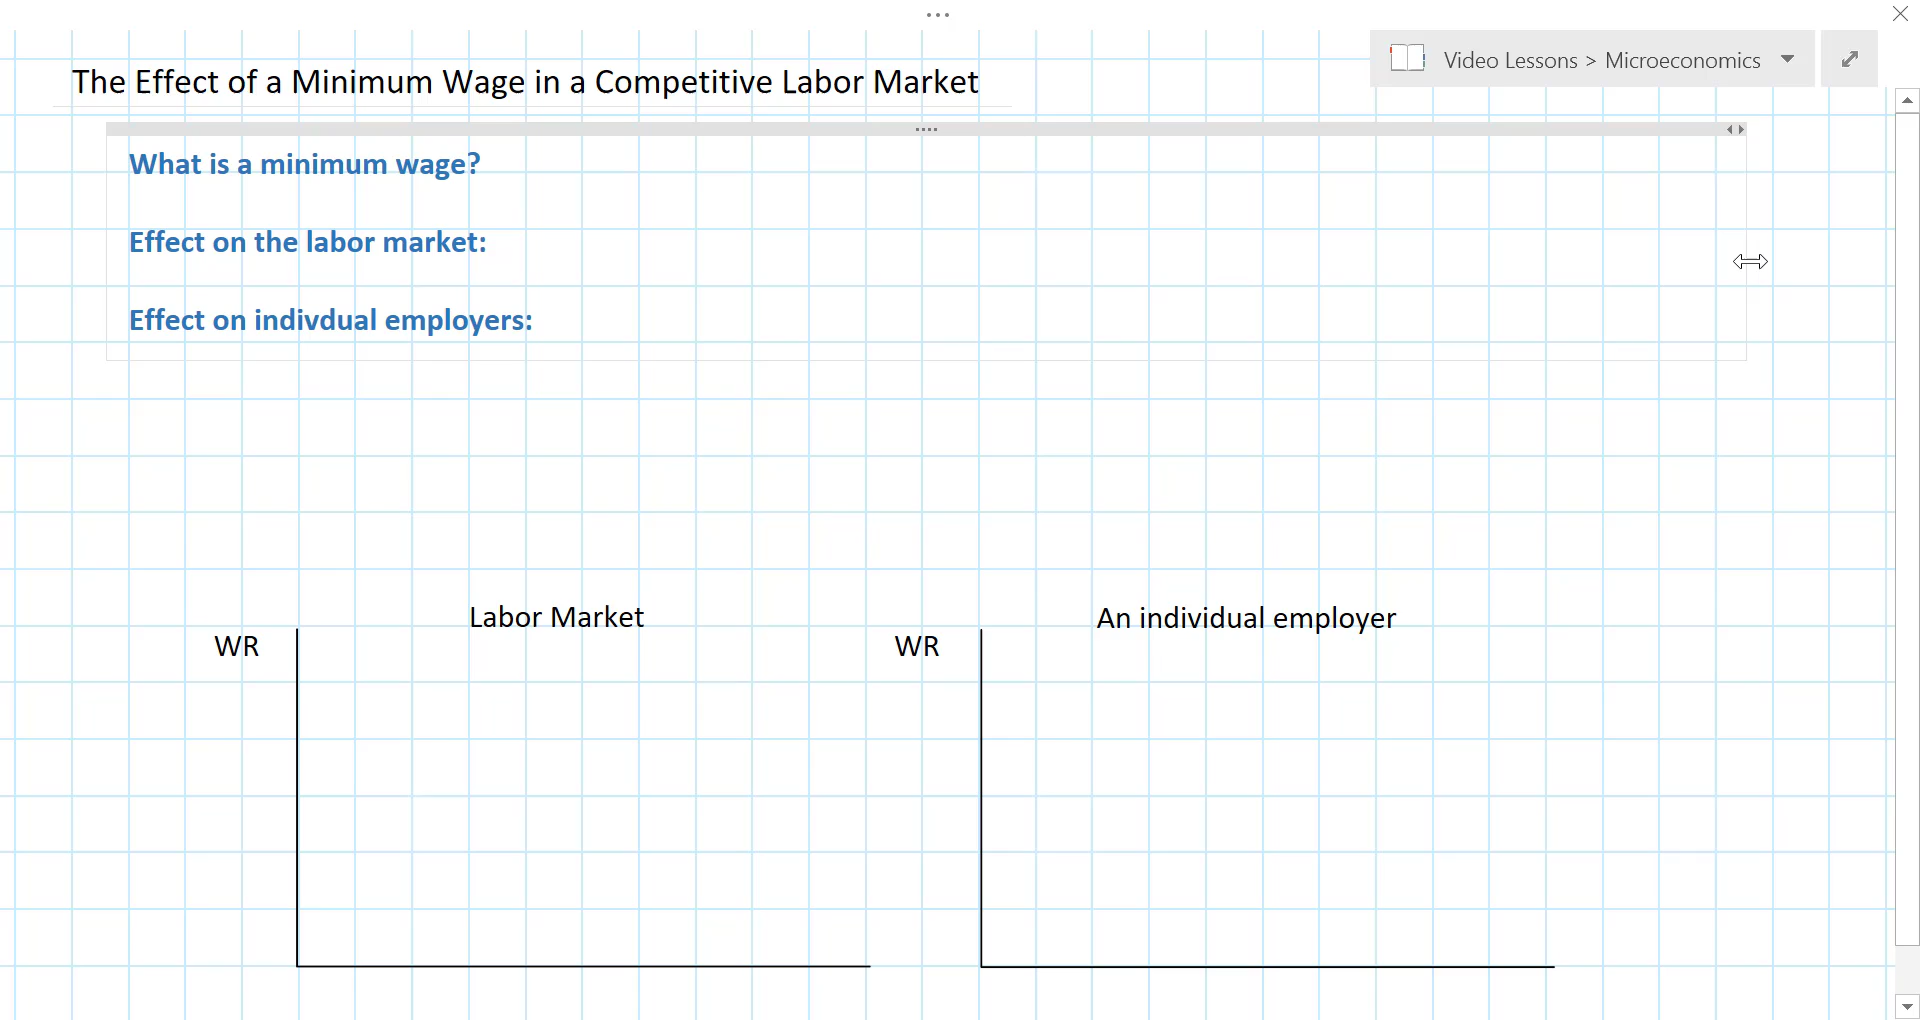 The Effect of a Minimum Wage in a Competitive Labor Market
Video Lessons > Microeconomics
What is a minimum wage?
Effect on the labor market:
Effect on indivdual employers:
Labor Market
An individual employer
WR
WR